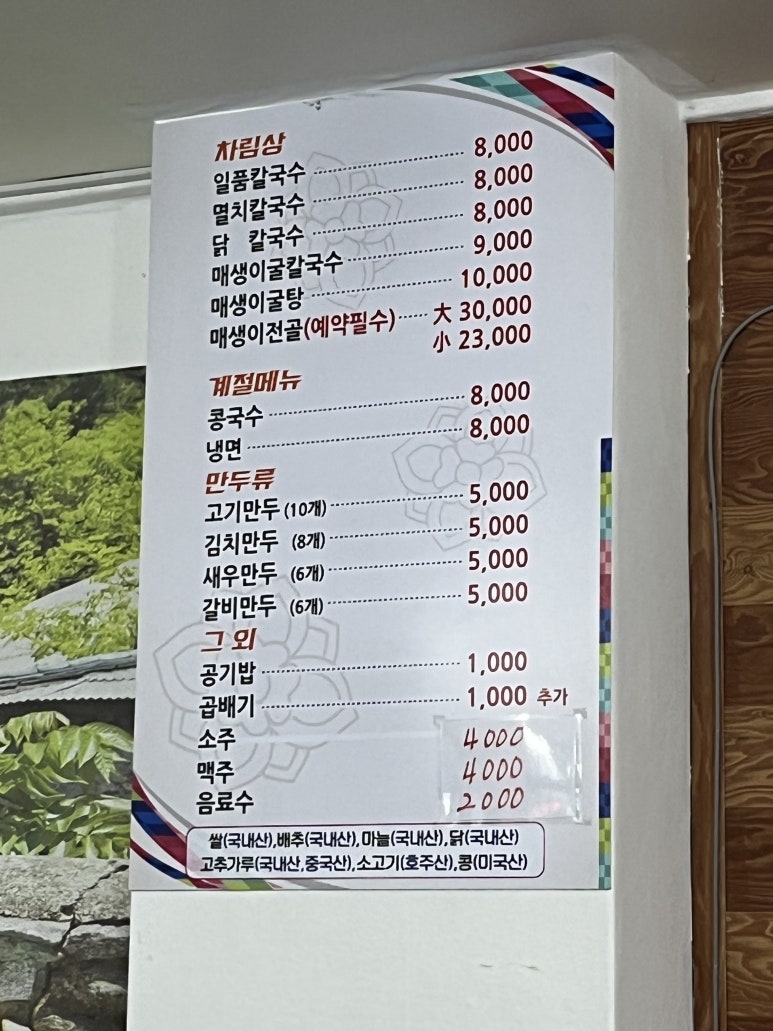 차림상
일품칼국수 8,000
멸치칼국수 8,000
닭 칼국수 8,000
매생이굴칼국수 9,000
매생이굴탕 10,000
매생이전골(예약필수) 大 30,000
小 23,000
계절메뉴
콩국수 8,000
냉면 8,000
만두류
고기만두 (10개) 5,000
김치만두 (8개) 5,000
새우만두 (6개) 5,000
갈비만두 (6개) 5,000
그 외
공기밥 1,000
곱배기 1,000 추가
소주 4000
맥주 4000
음료수 2000
쌀(국내산),배추(국내산),마늘(국내산),닭(국내산)
고추가루(국내산,중국산),소고기(호주산),콩(미국산)